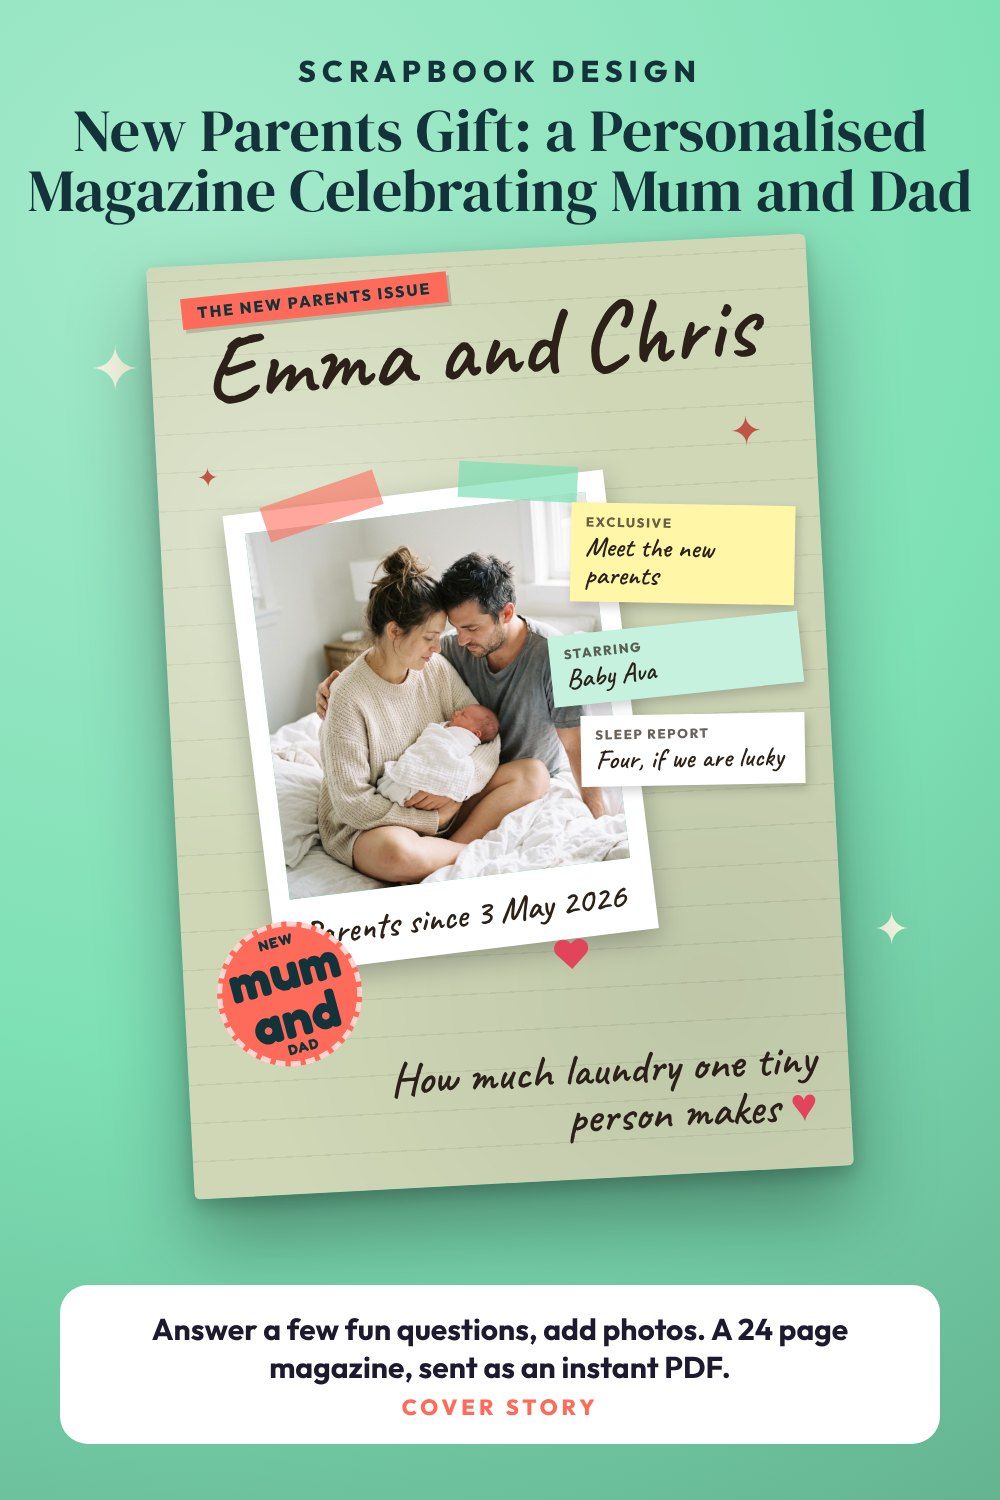 SCRAPBOOK DESIGN
New Parents Gift: a Personalised
Magazine Celebrating Mum and Dad
THE NEW PARENTS ISSUE
Emma and Chris
EXCLUSIVE
Meet the new
parents
STARRING
Baby Ava
SLEEP REPORT
Four, if we are lucky
Parents since 3 May 2026
NEW
mum
and
DAD
How much laundry one tiny
person makes ♥
Answer a few fun questions, add photos. A 24 page
magazine, sent as an instant PDF.
COVER STORY